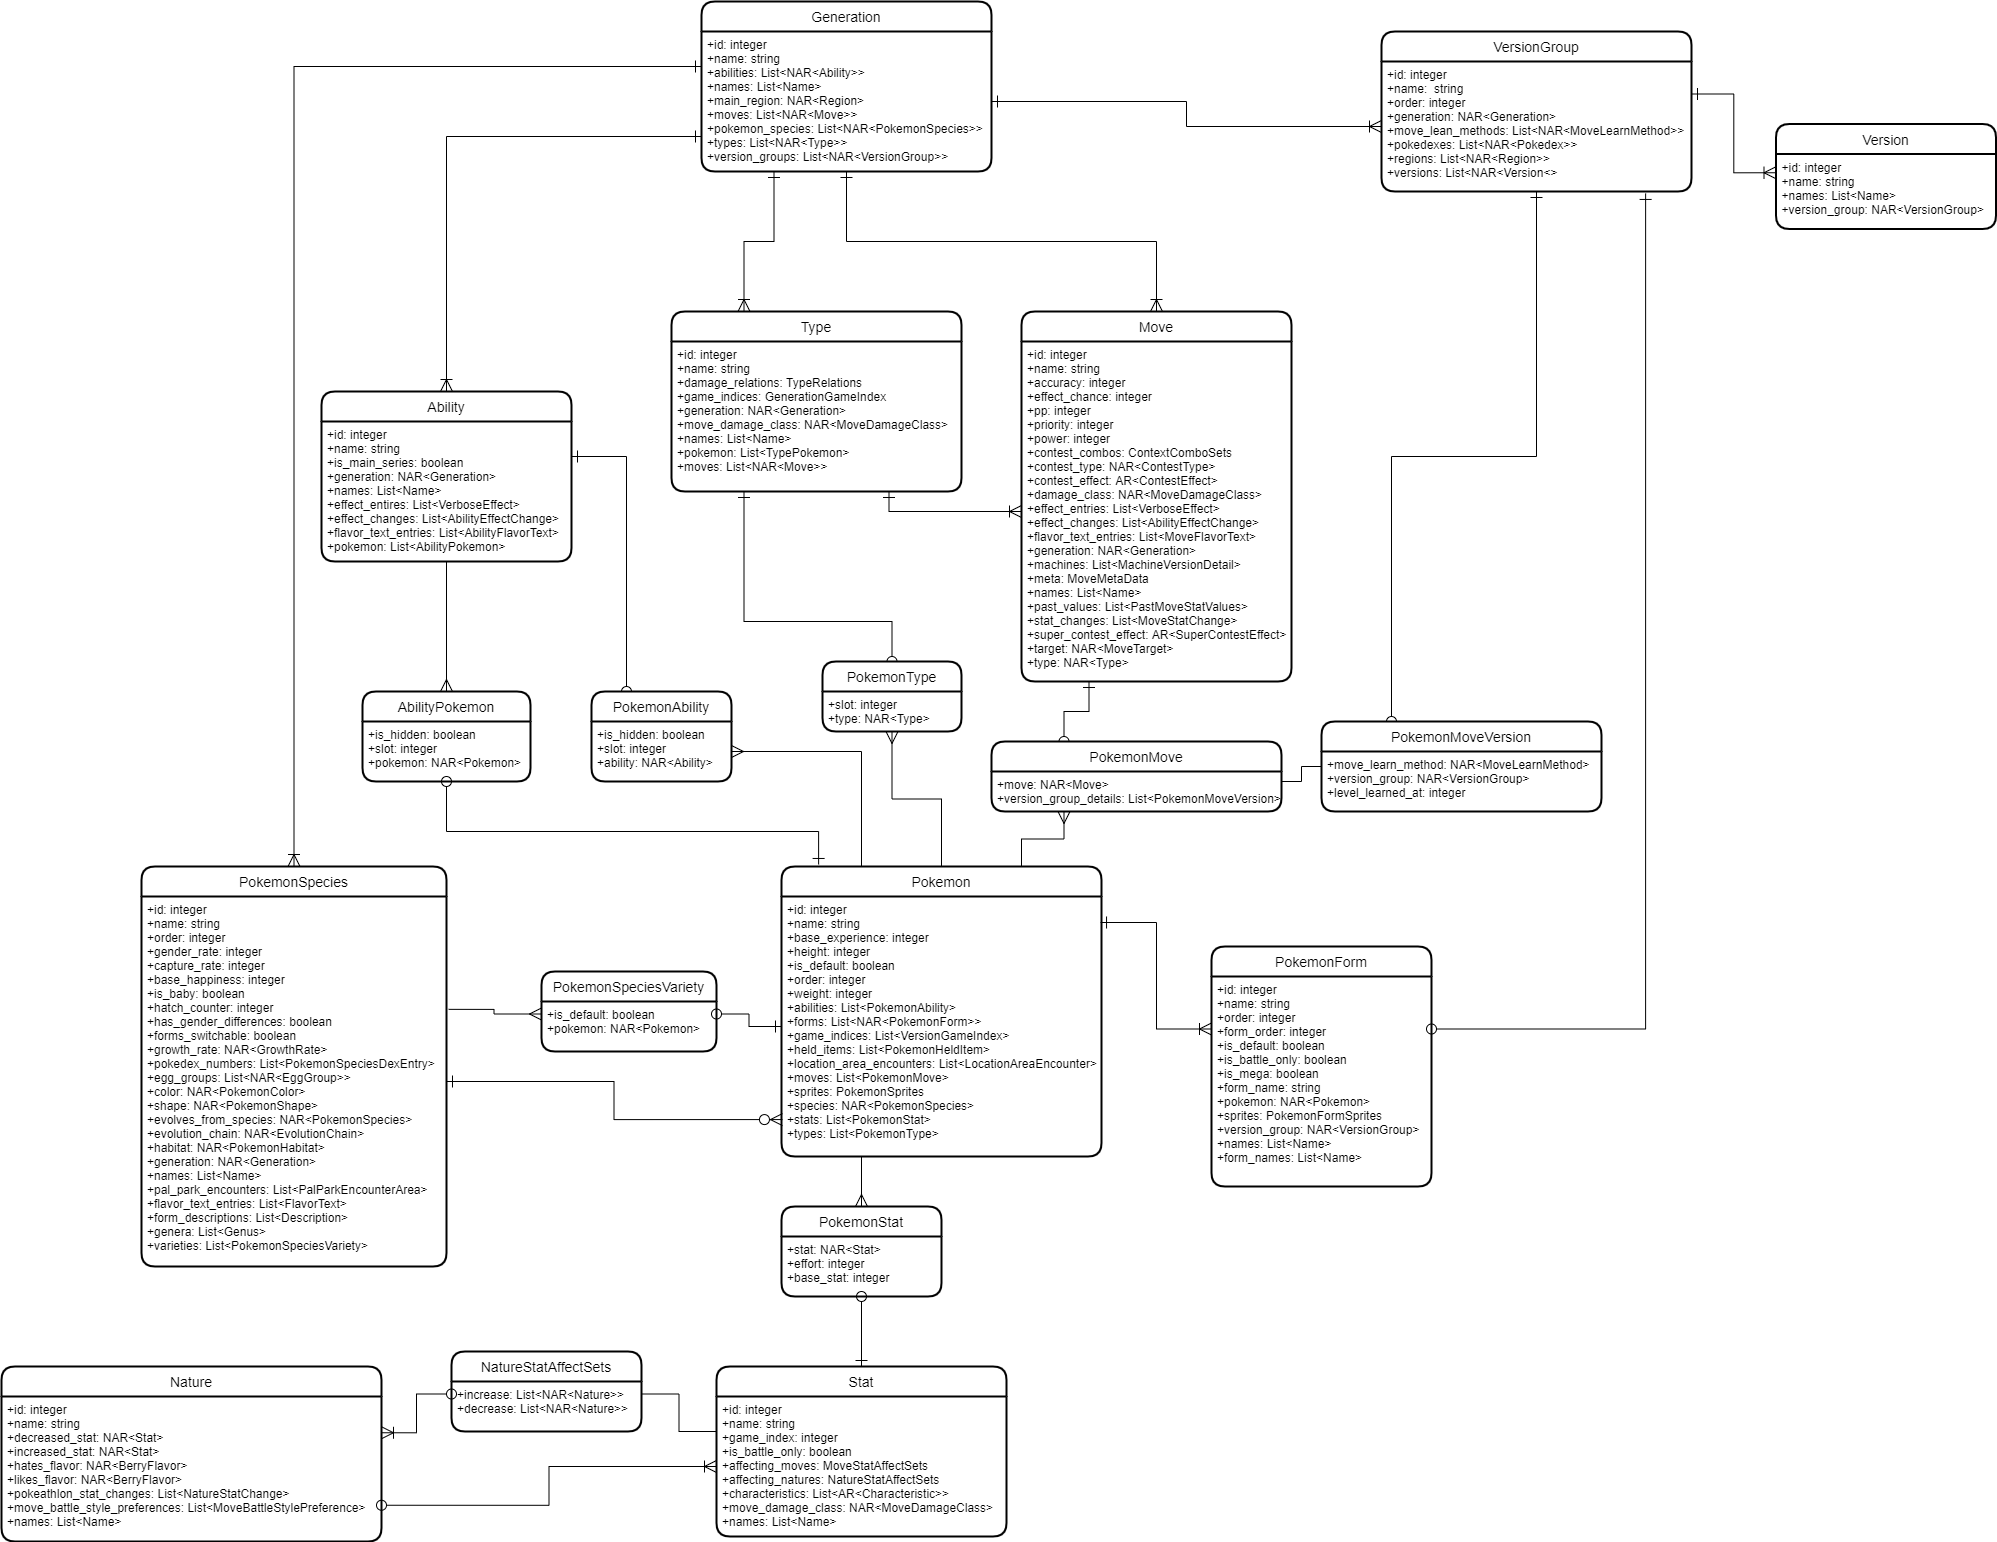 Generation
+id: integer
+name: string
+abilities: List<NAR<Ability>>
+names: List<Name>
+main_region: NAR<Region>
+moves: List<NAR<Move>>
+pokemon_species: List<NAR<PokemonSpecies>>
+types: List<NAR<Type>>
+version_groups: List<NAR<VersionGroup>>
VersionGroup
+id: integer
+name:  string
+order: integer
+generation: NAR<Generation>
+move_lean_methods: List<NAR<MoveLearnMethod>>
+pokedexes: List<NAR<Pokedex>>
+regions: List<NAR<Region>>
+versions: List<NAR<Version<>
Version
+id: integer
+name: string
+names: List<Name>
+version_group: NAR<VersionGroup>
Type
+id: integer
+name: string
+damage_relations: TypeRelations
+game_indices: GenerationGameIndex
+generation: NAR<Generation>
+move_damage_class: NAR<MoveDamageClass>
+names: List<Name>
+pokemon: List<TypePokemon>
+moves: List<NAR<Move>>
Move
+id: integer
+name: string
+accuracy: integer
+effect_chance: integer
+pp: integer
+priority: integer
+power: integer
+contest_combos: ContextComboSets
+contest_type: NAR<ContestType>
+contest_effect: AR<ContestEffect>
+damage_class: NAR<MoveDamageClass>
+effect_entries: List<VerboseEffect>
+effect_changes: List<AbilityEffectChange>
+flavor_text_entries: List<MoveFlavorText>
+generation: NAR<Generation>
+machines: List<MachineVersionDetail>
+meta: MoveMetaData
+names: List<Name>
+past_values: List<PastMoveStatValues>
+stat_changes: List<MoveStatChange>
+super_contest_effect: AR<SuperContestEffect>
+target: NAR<MoveTarget>
+type: NAR<Type>
Ability
+id: integer
+name: string
+is_main_series: boolean
+generation: NAR<Generation>
+names: List<Name>
+effect_entires: List<VerboseEffect>
+effect_changes: List<AbilityEffectChange>
+flavor_text_entries: List<AbilityFlavorText>
+pokemon: List<AbilityPokemon>
AbilityPokemon
+is_hidden: boolean
+slot: integer
+pokemon: NAR<Pokemon>
PokemonAbility
+is_hidden: boolean
+slot: integer
+ability: NAR<Ability>
PokemonType
+slot: integer
+type: NAR<Type>
PokemonMove
+move: NAR<Move>
+version_group_details: List<PokemonMoveVersion>
PokemonMoveVersion
+move_learn_method: NAR<MoveLearnMethod>
+version_group: NAR<VersionGroup>
+level_learned_at: integer
PokemonSpecies
+id: integer
+name: string
+order: integer
+gender_rate: integer
+capture_rate: integer
+base_happiness: integer
+is_baby: boolean
+hatch_counter: integer
+has_gender_differences: boolean
+forms_switchable: boolean
+growth_rate: NAR<GrowthRate>
+pokedex_numbers: List<PokemonSpeciesDexEntry>
+egg_groups: List<NAR<EggGroup>>
+color: NAR<PokemonColor>
+shape: NAR<PokemonShape>
+evolves_from_species: NAR<PokemonSpecies>
+evolution_chain: NAR<EvolutionChain>
+habitat: NAR<PokemonHabitat>
+generation: NAR<Generation>
+names: List<Name>
+pal_park_encounters: List<PalParkEncounterArea>
+flavor_text_entries: List<FlavorText>
+form_descriptions: List<Description>
+genera: List<Genus>
+varieties: List<PokemonSpeciesVariety>
PokemonSpeciesVariety
+is_default: boolean
+pokemon: NAR<Pokemon>
Pokemon
+id: integer
+name: string
+base_experience: integer
+height: integer
+is_default: boolean
+order: integer
+weight: integer
+abilities: List<PokemonAbility>
+forms: List<NAR<PokemonForm>>
+game_indices: List<VersionGameIndex>
+held_items: List<PokemonHeldItem>
+location_area_encounters: List<LocationAreaEncounter>
+moves: List<PokemonMove>
+sprites: PokemonSprites
+species: NAR<PokemonSpecies>
+stats: List<PokemonStat>
+types: List<PokemonType>
PokemonForm
+id: integer
+name: string
+order: integer
+form_order: integer
+is_default: boolean
+is_battle_only: boolean
+is_mega: boolean
+form_name: string
+pokemon: NAR<Pokemon>
+sprites: PokemonFormSprites
+version_group: NAR<VersionGroup>
+names: List<Name>
+form_names: List<Name>
PokemonStat
+stat: NAR<Stat>
+effort: integer
+base_stat: integer
Nature
+id: integer
+name: string
+decreased_stat: NAR<Stat>
+increased_stat: NAR<Stat>
+hates_flavor: NAR<BerryFlavor>
+likes_flavor: NAR<BerryFlavor>
+pokeathlon_stat_changes: List<NatureStatChange>
+move_battle_style_preferences: List<MoveBattleStylePreference>
+names: List<Name>
NatureStatAffectSets
+increase: List<NAR<Nature>>
+decrease: List<NAR<Nature>>
Stat
+id: integer
+name: string
+game_index: integer
+is_battle_only: boolean
+affecting_moves: MoveStatAffectSets
+affecting_natures: NatureStatAffectSets
+characteristics: List<AR<Characteristic>>
+move_damage_class: NAR<MoveDamageClass>
+names: List<Name>